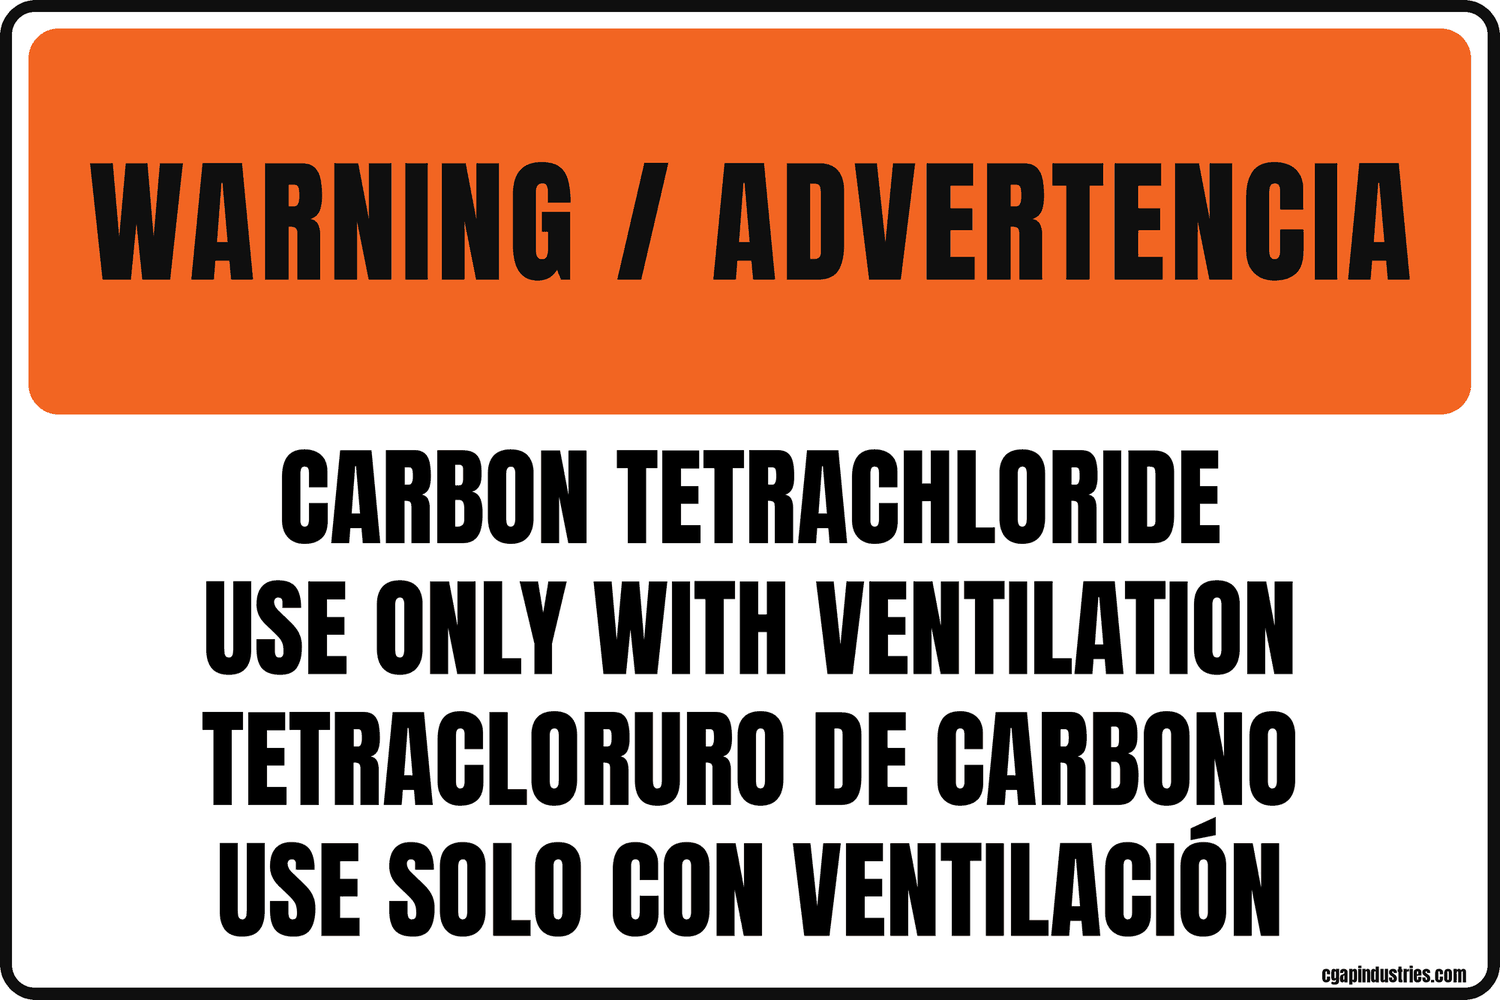 WARNING / ADVERTENCIA
CARBON TETRACHLORIDE
USE ONLY WITH VENTILATION
TETRACLORURO DE CARBONO
USE SOLO CON VENTILACIÓN
cgapindustries.com